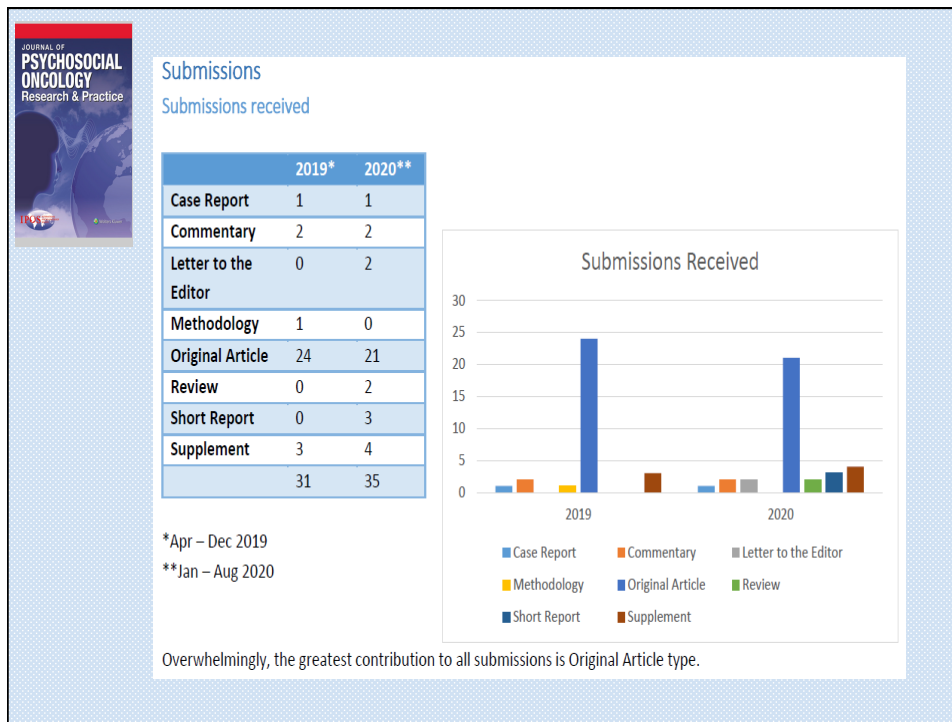 JOURNAL OF
PSYCHOSOCIAL
ONCOLOGY
Research & Practice
IPOS
Submissions
Submissions received
2019* 2020**
Case Report 1 1
Commentary 2 2
Letter to the 0 2
Editor
Methodology 1 0
Original Article 24 21
Review 0 2
Short Report 0 3
Supplement 3 4
31 35
*Apr – Dec 2019
**Jan – Aug 2020
Submissions Received
30
25
20
15
10
5
0
2019 2020
Case Report Commentary Letter to the Editor
Methodology Original Article Review
Short Report Supplement
Overwhelmingly, the greatest contribution to all submissions is Original Article type.